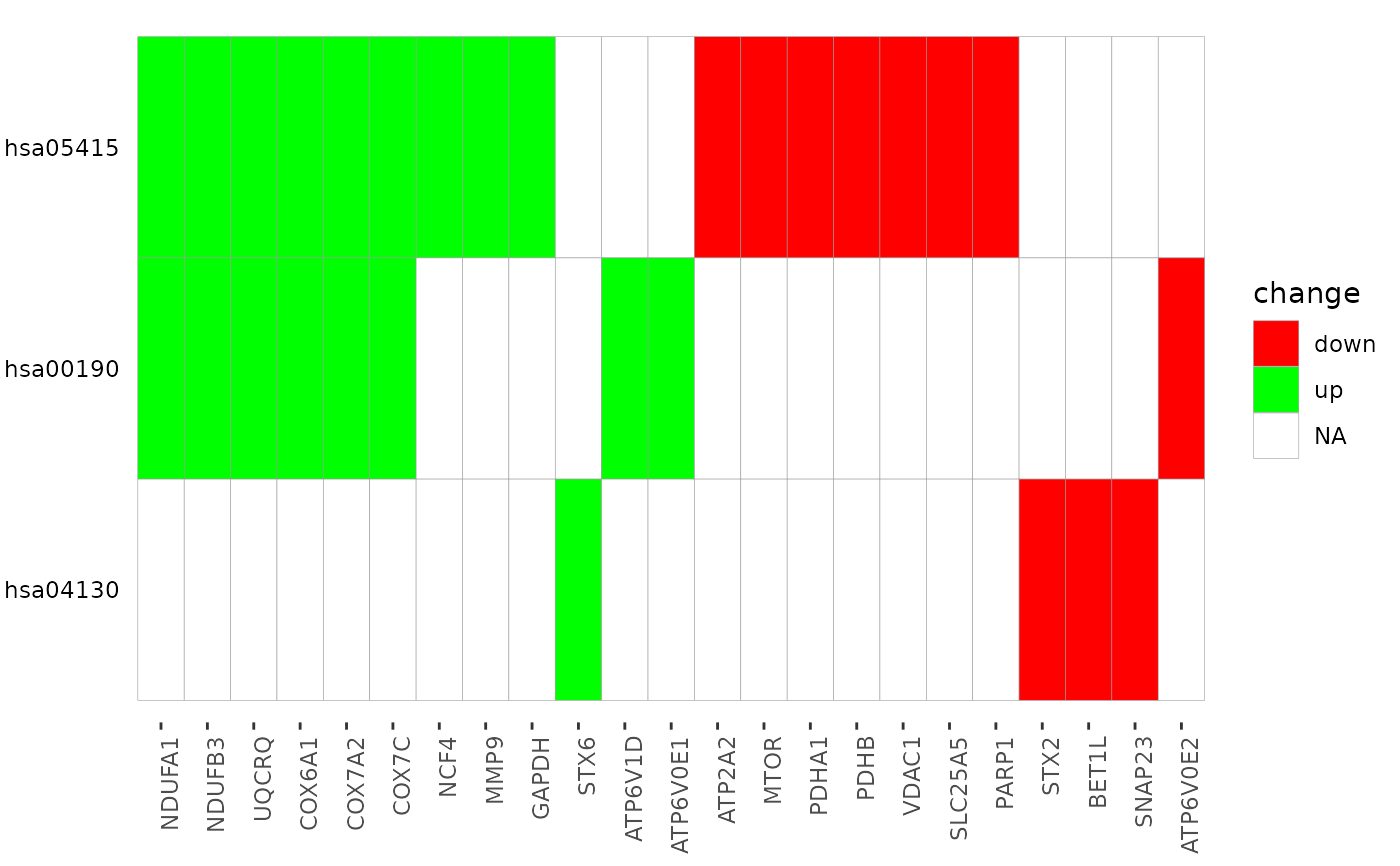 hsa05415
hsa00190
hsa04130
change
down
up
NA
NDUFA1
NDUFB3
UQCRQ
COX6A1
COX7A2
COX7C
NCF4
MMP9
GAPDH
STX6
ATP6V1D
ATP6V0E1
ATP2A2
MTOR
PDHA1
PDHB
VDAC1
SLC25A5
PARP1
STX2
BET1L
SNAP23
ATP6V0E2